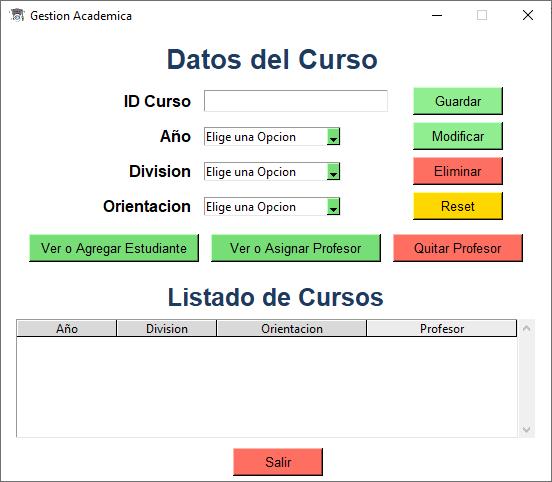 Gestion Academica
Datos del Curso
ID Curso Guardar
Año Elige una Opcion Modificar
Division Elige una Opcion Eliminar
Orientacion Elige una Opcion Reset
Ver o Agregar Estudiante Ver o Asignar Profesor Quitar Profesor
Listado de Cursos
Año Division Orientacion Profesor
Salir